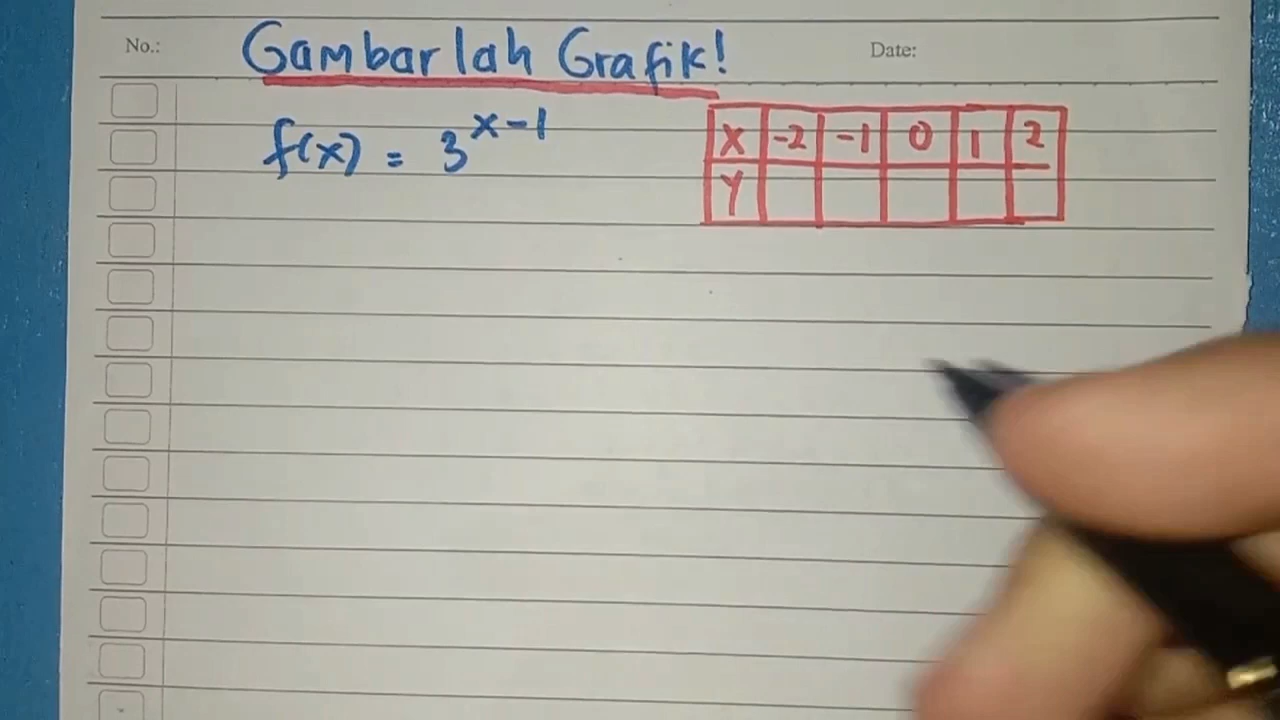 No.: Gambarlah Grafik! Date:
f(x) = 3^{x-1}
X -2 -1 0 1 2
Y